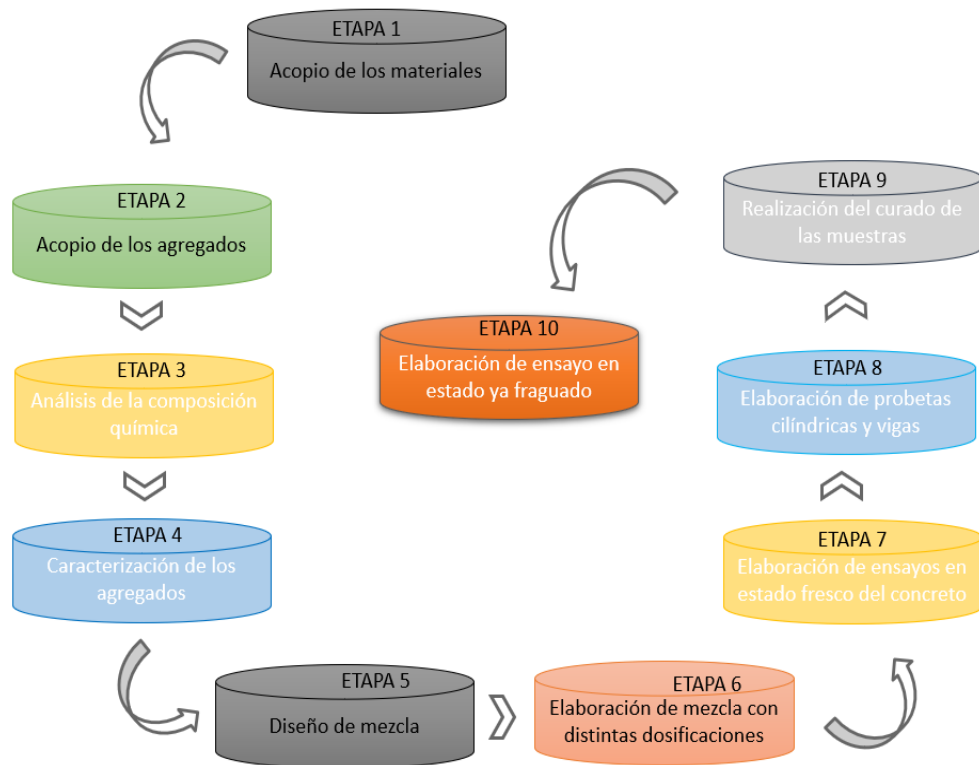 ETAPA 1
Acopio de los materiales
ETAPA 2
Acopio de los agregados
ETAPA 3
Análisis de la composición
química
ETAPA 4
Caracterización de los
agregados
ETAPA 5
Diseño de mezcla
ETAPA 6
Elaboración de mezcla con
distintas dosificaciones
ETAPA 7
Elaboración de ensayos en
estado fresco del concreto
ETAPA 8
Elaboración de probetas
cilíndricas y vigas
ETAPA 9
Realización del curado de
las muestras
ETAPA 10
Elaboración de ensayo en
estado ya fraguado